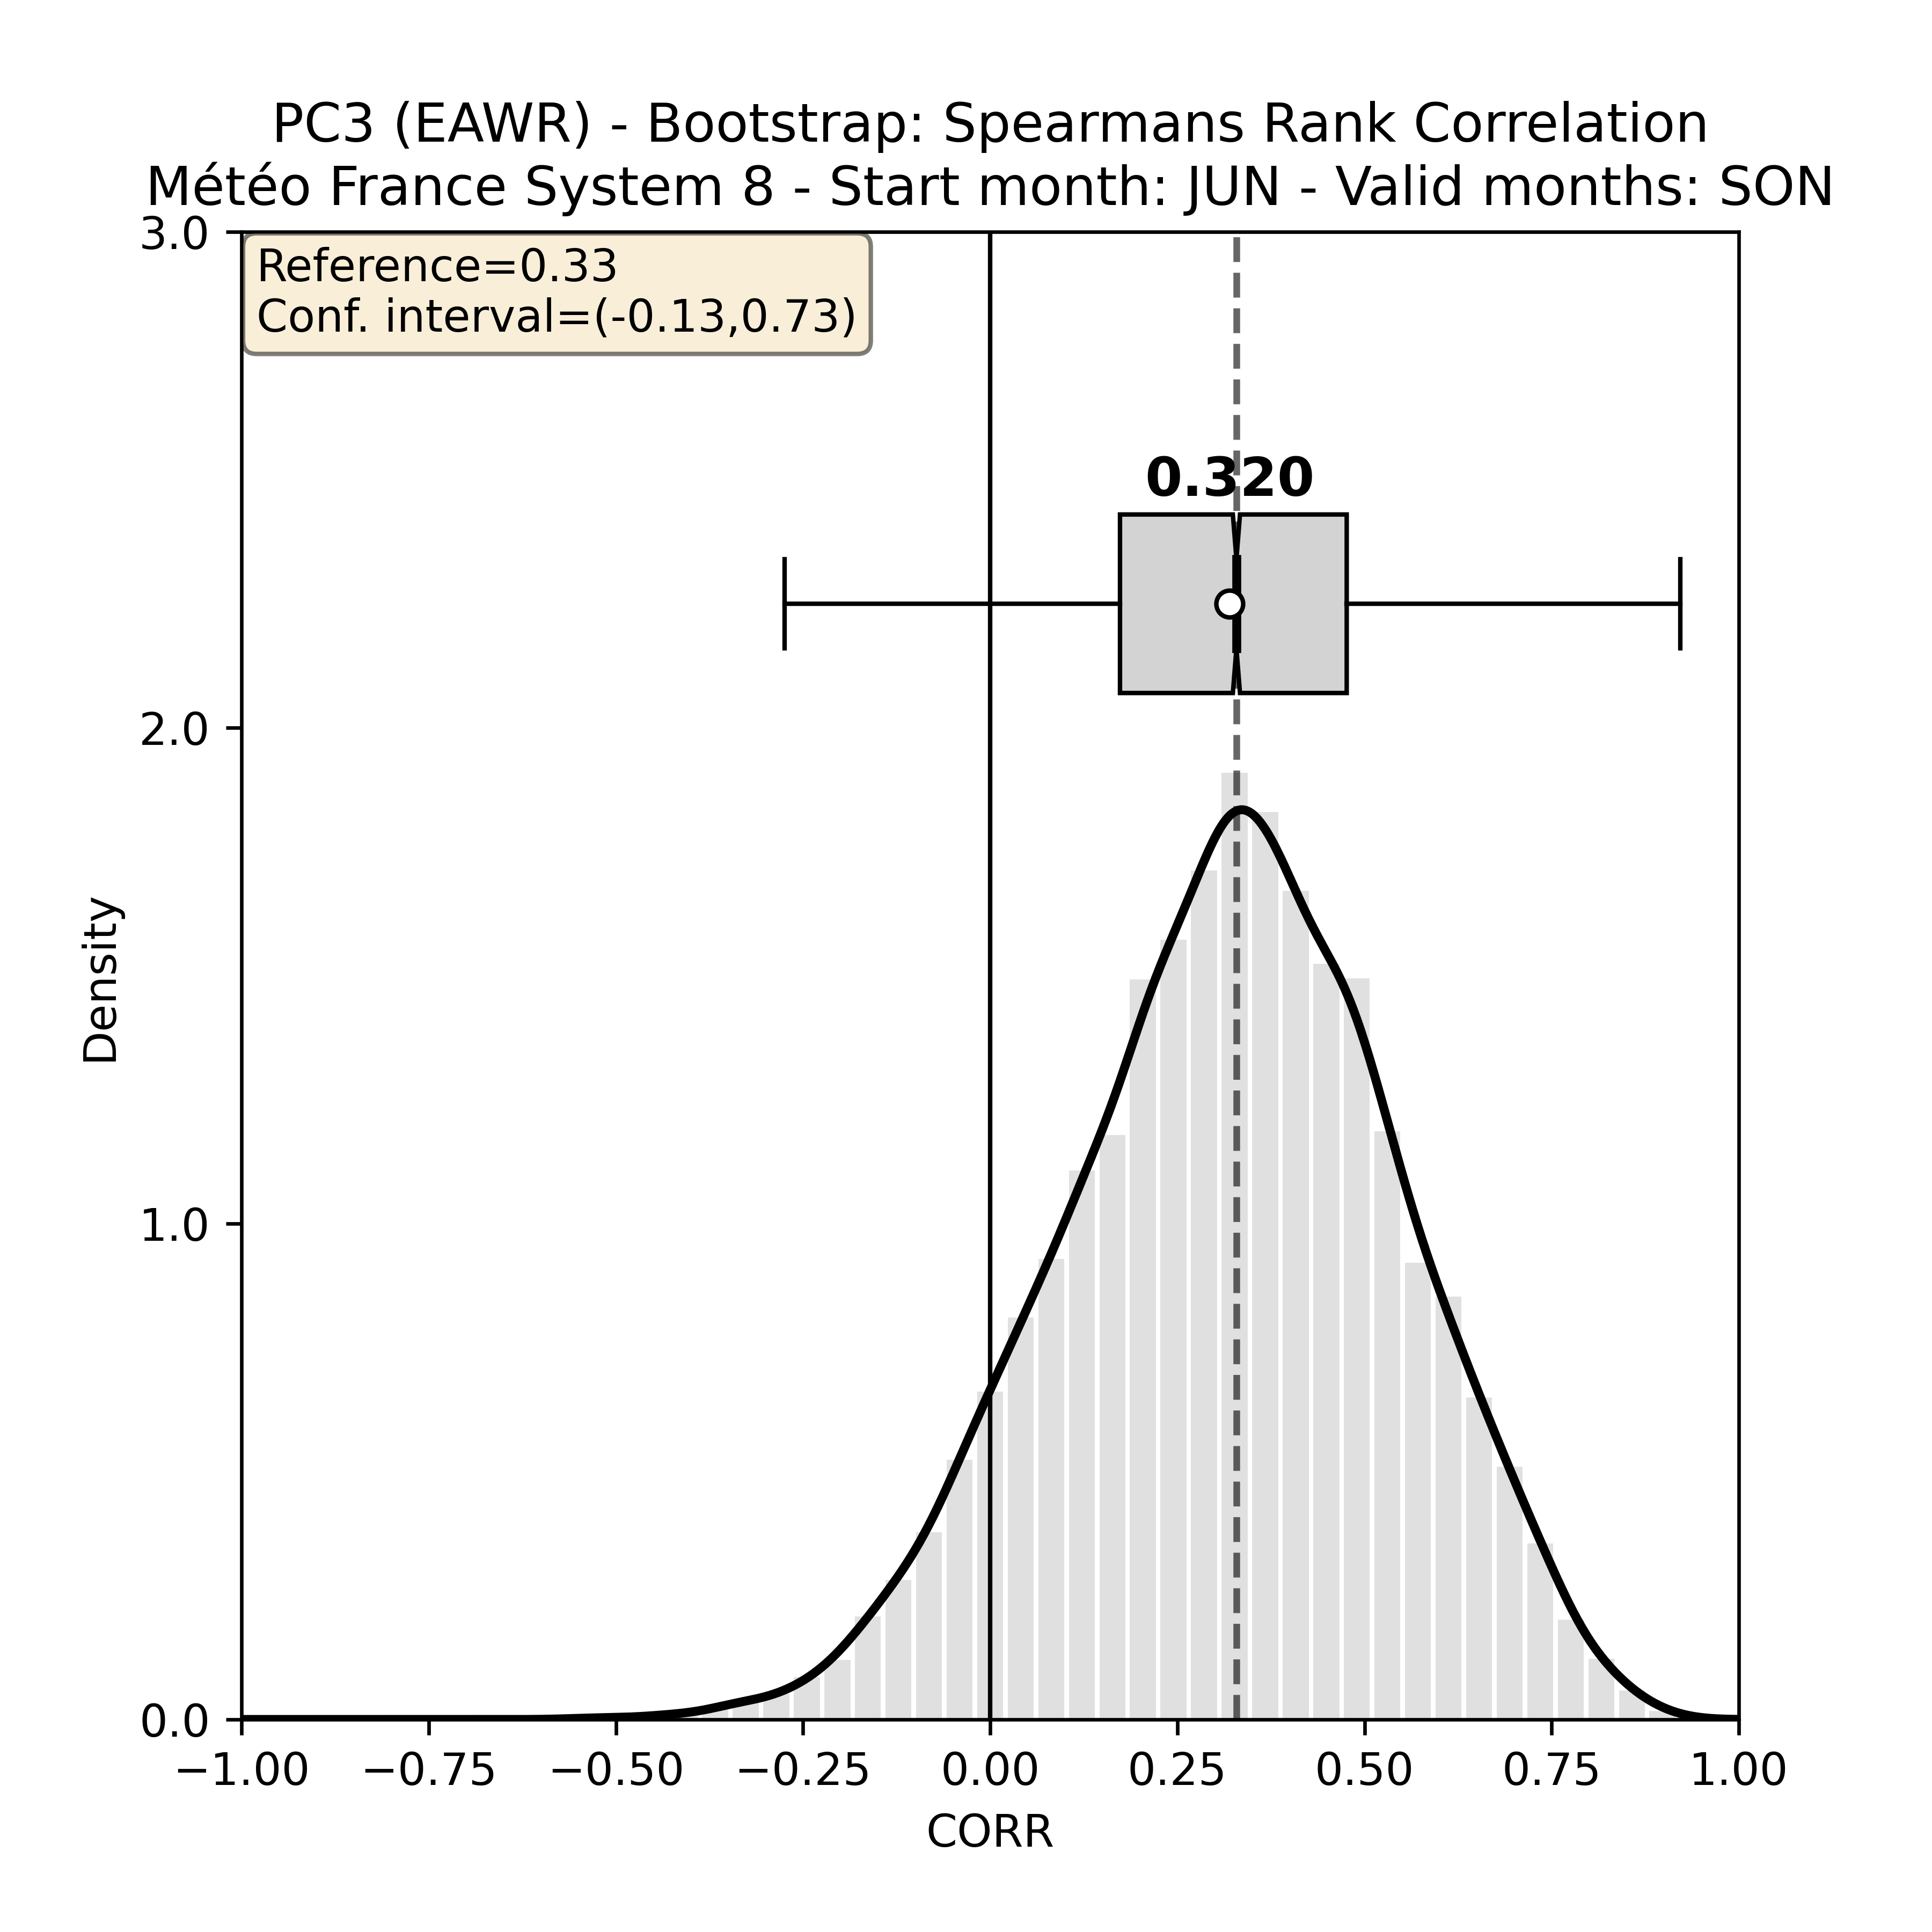 PC3 (EAWR) - Bootstrap: Spearmans Rank Correlation
Météo France System 8 - Start month: JUN - Valid months: SON
Reference=0.33
Conf. interval=(-0.13,0.73)
0.320
3.0
2.0
1.0
0.0
Density
−1.00 −0.75 −0.50 −0.25 0.00 0.25 0.50 0.75 1.00
CORR